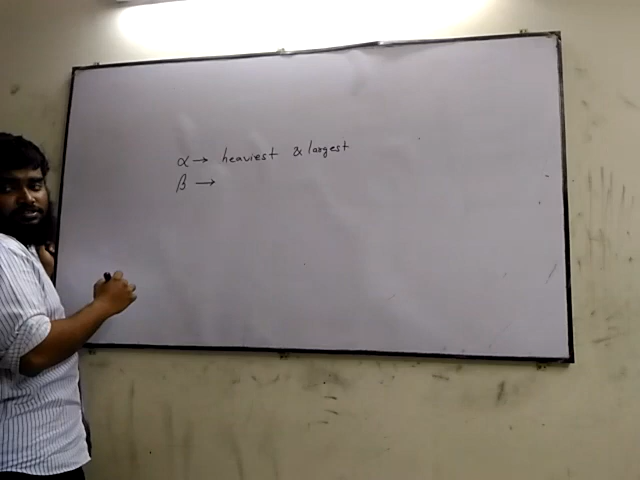 α → heaviest & largest
β →